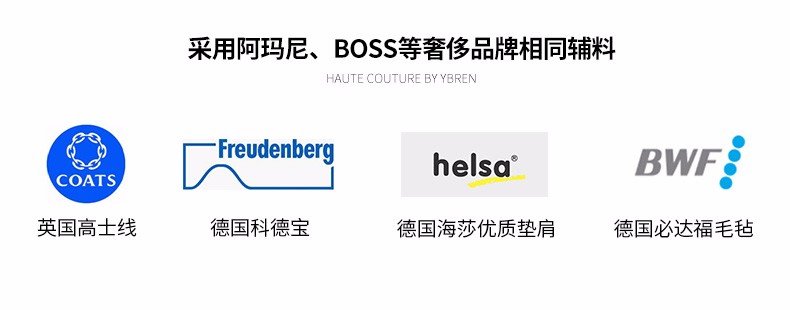 采用阿玛尼、BOSS等奢侈品牌相同辅料
HAUTE COUTURE BY YBREN
COATS
Freudenberg
helsa®
BWF
英国高士线
德国科德宝
德国海莎优质垫肩
德国必达福毛毡